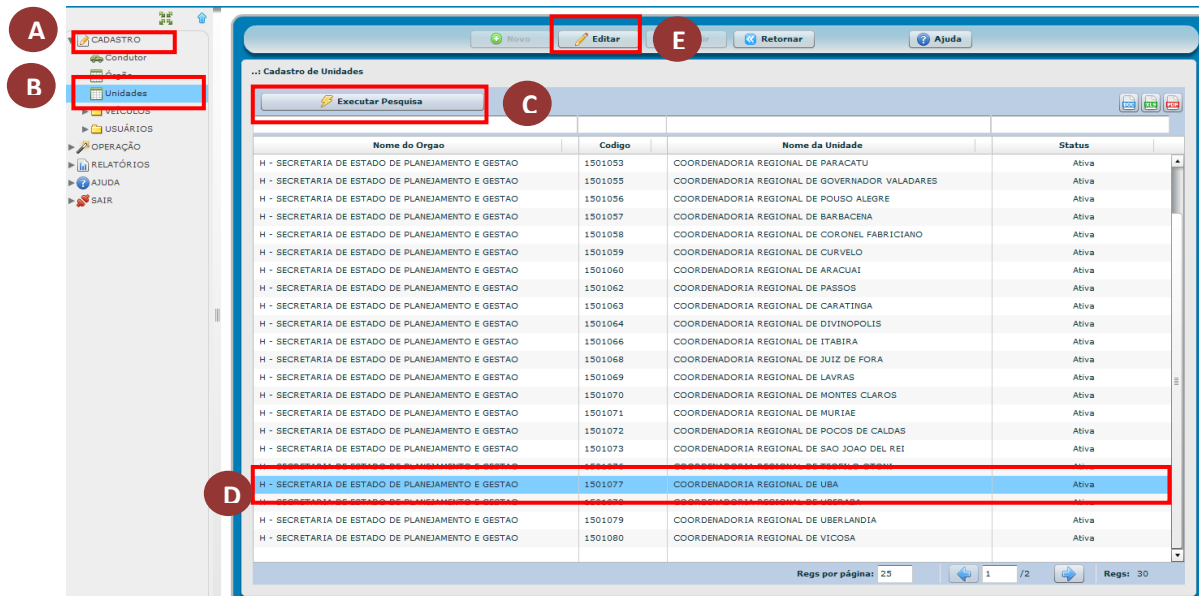 A
CADASTRO
Condutor
B
Unidades
VEÍCULOS
USUÁRIOS
OPERAÇÃO
RELATÓRIOS
AJUDA
SAIR
Novo Editar E Retornar Ajuda
..: Cadastro de Unidades
Executar Pesquisa C
Nome do Orgao Codigo Nome da Unidade Status
H - SECRETARIA DE ESTADO DE PLANEJAMENTO E GESTAO 1501053 COORDENADORIA REGIONAL DE PARACATU Ativa
H - SECRETARIA DE ESTADO DE PLANEJAMENTO E GESTAO 1501055 COORDENADORIA REGIONAL DE GOVERNADOR VALADARES Ativa
H - SECRETARIA DE ESTADO DE PLANEJAMENTO E GESTAO 1501056 COORDENADORIA REGIONAL DE POUSO ALEGRE Ativa
H - SECRETARIA DE ESTADO DE PLANEJAMENTO E GESTAO 1501057 COORDENADORIA REGIONAL DE BARBACENA Ativa
H - SECRETARIA DE ESTADO DE PLANEJAMENTO E GESTAO 1501058 COORDENADORIA REGIONAL DE CORONEL FABRICIANO Ativa
H - SECRETARIA DE ESTADO DE PLANEJAMENTO E GESTAO 1501059 COORDENADORIA REGIONAL DE CURVELO Ativa
H - SECRETARIA DE ESTADO DE PLANEJAMENTO E GESTAO 1501060 COORDENADORIA REGIONAL DE ARACUAI Ativa
H - SECRETARIA DE ESTADO DE PLANEJAMENTO E GESTAO 1501062 COORDENADORIA REGIONAL DE PASSOS Ativa
H - SECRETARIA DE ESTADO DE PLANEJAMENTO E GESTAO 1501063 COORDENADORIA REGIONAL DE CARATINGA Ativa
H - SECRETARIA DE ESTADO DE PLANEJAMENTO E GESTAO 1501064 COORDENADORIA REGIONAL DE DIVINOPOLIS Ativa
H - SECRETARIA DE ESTADO DE PLANEJAMENTO E GESTAO 1501066 COORDENADORIA REGIONAL DE ITABIRA Ativa
H - SECRETARIA DE ESTADO DE PLANEJAMENTO E GESTAO 1501068 COORDENADORIA REGIONAL DE JUIZ DE FORA Ativa
H - SECRETARIA DE ESTADO DE PLANEJAMENTO E GESTAO 1501069 COORDENADORIA REGIONAL DE LAVRAS Ativa
H - SECRETARIA DE ESTADO DE PLANEJAMENTO E GESTAO 1501070 COORDENADORIA REGIONAL DE MONTES CLAROS Ativa
H - SECRETARIA DE ESTADO DE PLANEJAMENTO E GESTAO 1501071 COORDENADORIA REGIONAL DE MURIAE Ativa
H - SECRETARIA DE ESTADO DE PLANEJAMENTO E GESTAO 1501072 COORDENADORIA REGIONAL DE POCOS DE CALDAS Ativa
H - SECRETARIA DE ESTADO DE PLANEJAMENTO E GESTAO 1501073 COORDENADORIA REGIONAL DE SAO JOAO DEL REI Ativa
D H - SECRETARIA DE ESTADO DE PLANEJAMENTO E GESTAO 1501077 COORDENADORIA REGIONAL DE UBA Ativa
H - SECRETARIA DE ESTADO DE PLANEJAMENTO E GESTAO 1501079 COORDENADORIA REGIONAL DE UBERLANDIA Ativa
H - SECRETARIA DE ESTADO DE PLANEJAMENTO E GESTAO 1501080 COORDENADORIA REGIONAL DE VICOSA Ativa
Regs por página: 25 1 /2 Regs: 30